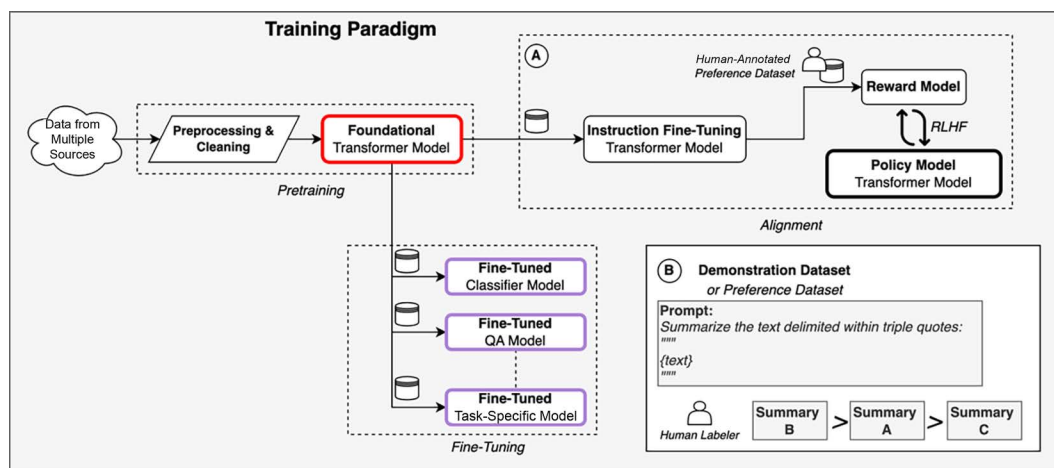 Training Paradigm
A
Human-Annotated
Preference Dataset
Reward Model
RLHF
Policy Model
Transformer Model
Data from
Multiple
Sources
Preprocessing &
Cleaning
Foundational
Transformer Model
Instruction Fine-Tuning
Transformer Model
Pretraining
Alignment
Fine-Tuned
Classifier Model
Fine-Tuned
QA Model
Fine-Tuned
Task-Specific Model
Fine-Tuning
B
Demonstration Dataset
or Preference Dataset
Prompt:
Summarize the text delimited within triple quotes:
"""
{text}
"""
Human Labeler
Summary
B
>
Summary
A
>
Summary
C